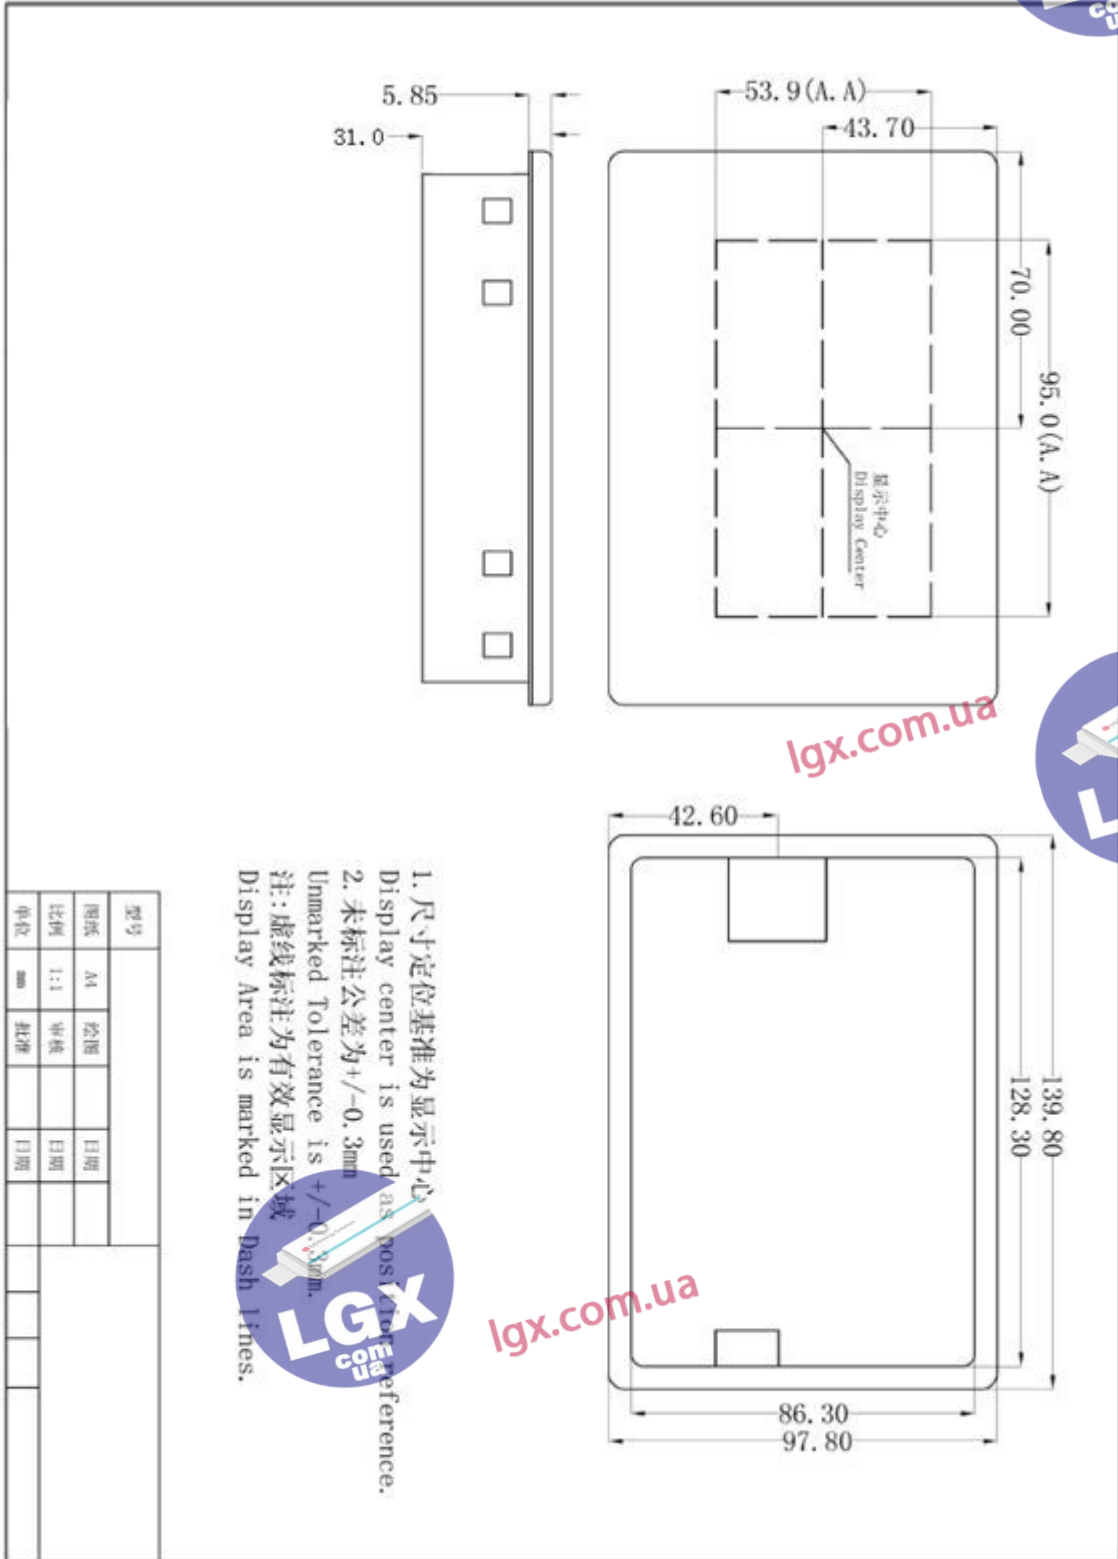 53.9(A.A)
43.70
5.85
31.0
70.00
95.0(A.A)
显示中心
Display Center
lgx.com.ua
42.60
139.80
128.30
86.30
97.80
1.尺寸定位基准为显示中心
Display center is used as position reference.
2.未标注公差为+/-0.3mm
Unmarked Tolerance is +/-0.3mm.
注:虚线标注为有效显示区域
Display Area is marked in Dash lines.
LGX
com
ua
lgx.com.ua
型号
图纸 A4 绘图 日期
比例 1:1 审核 日期
单位 mm 批准 日期